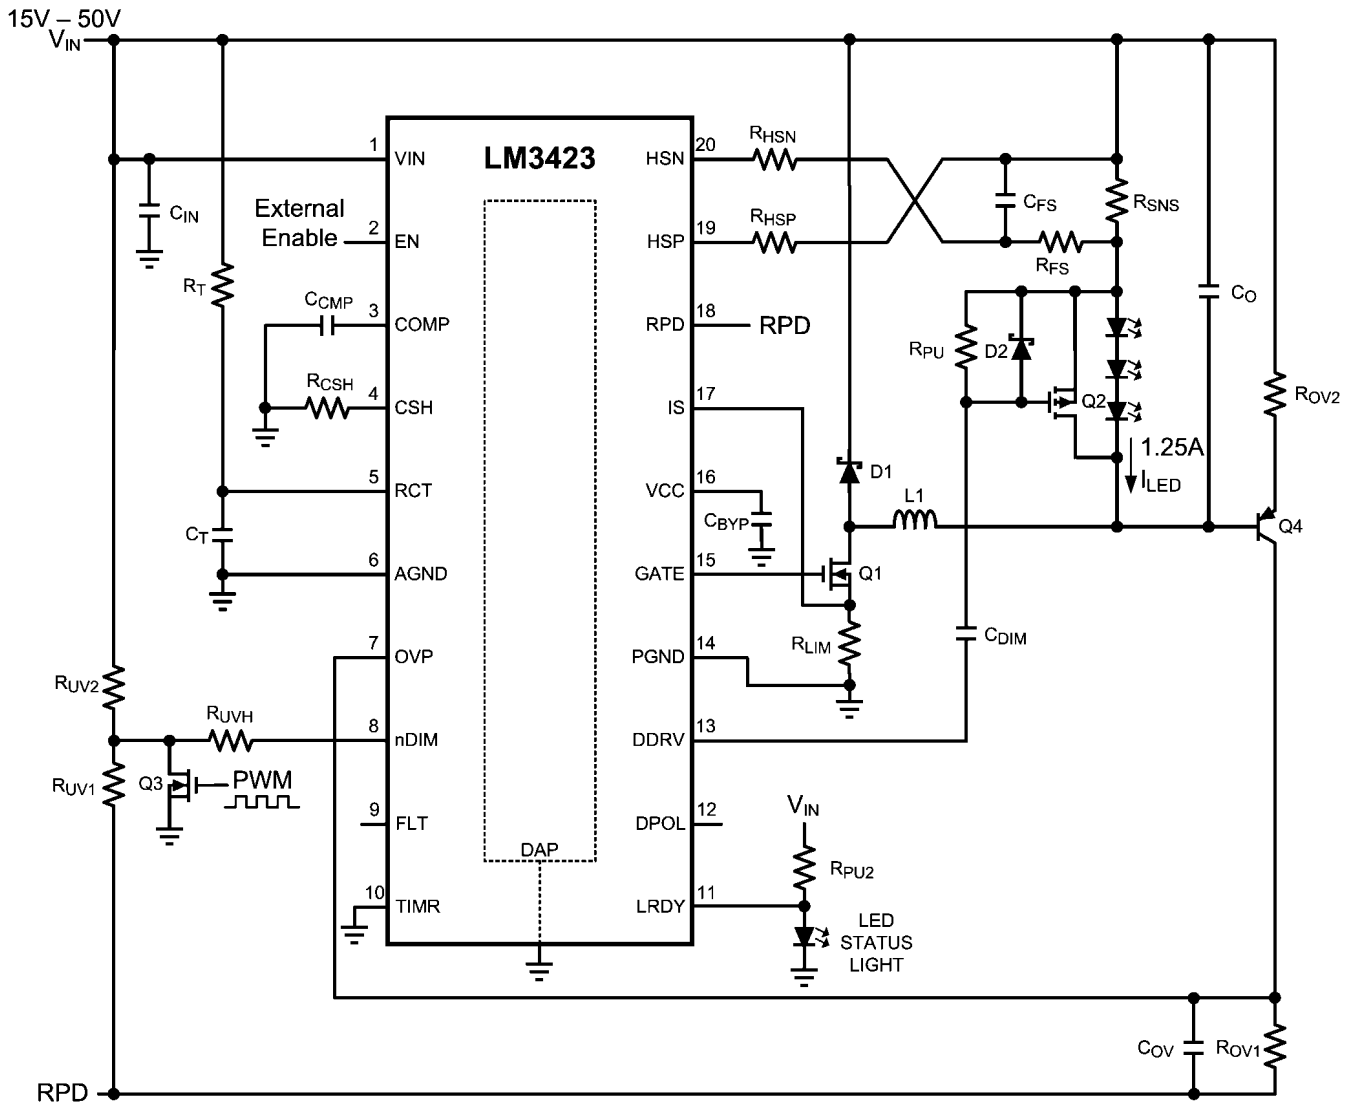 15V – 50V
VIN
LM3423
1
VIN
CIN
External
Enable
2
EN
RT
CCMP
3
COMP
RCSH
4
CSH
5
RCT
CT
6
AGND
7
OVP
RUV2
RUVH
8
nDIM
RUV1
Q3
PWM
9
FLT
10
TIMR
DAP
20
HSN
RHSN
19
HSP
RHSP
CFS
RSNS
RFS
18
RPD
RPD
17
IS
RPU
D2
Q2
CO
ROV2
1.25A
ILED
16
VCC
CBYP
D1
L1
Q4
15
GATE
Q1
14
PGND
RLIM
CDIM
13
DDRV
12
DPOL
VIN
RPU2
11
LRDY
LED
STATUS
LIGHT
COV
ROV1
RPD